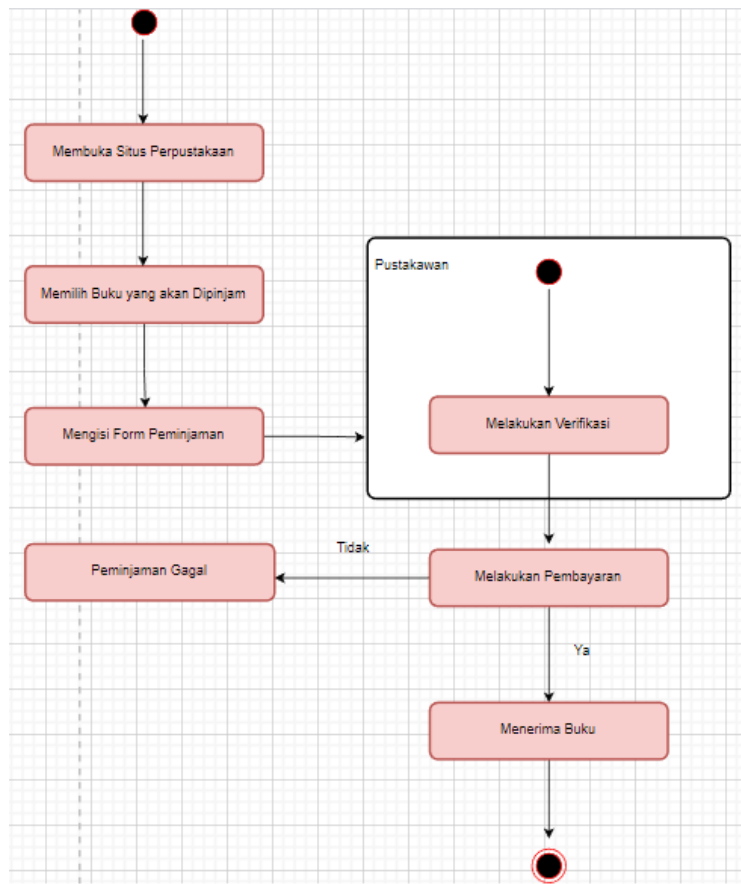 Membuka Situs Perpustakaan
Memilih Buku yang akan Dipinjam
Mengisi Form Peminjaman
Pustakawan
Melakukan Verifikasi
Melakukan Pembayaran
Tidak
Peminjaman Gagal
Ya
Menerima Buku